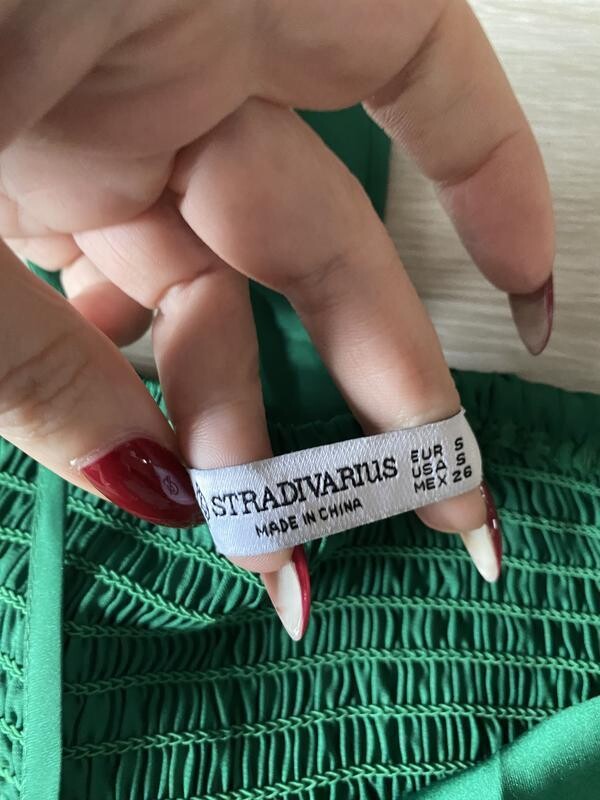 STRADIVARIUS
MADE IN CHINA
EUR S
USA S
MEX 26